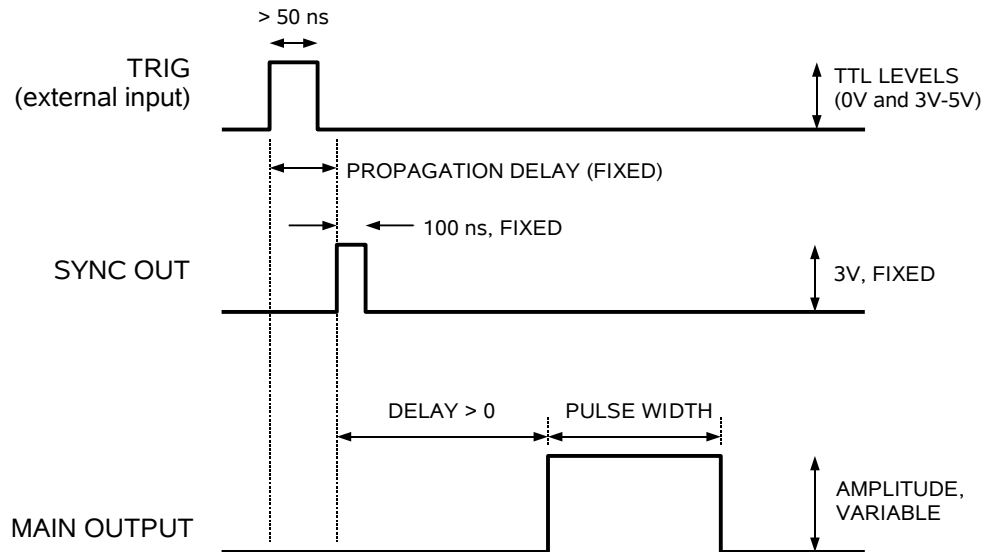 > 50 ns
TRIG
(external input)
TTL LEVELS
(0V and 3V-5V)
PROPAGATION DELAY (FIXED)
100 ns, FIXED
SYNC OUT
3V, FIXED
DELAY > 0
PULSE WIDTH
MAIN OUTPUT
AMPLITUDE,
VARIABLE